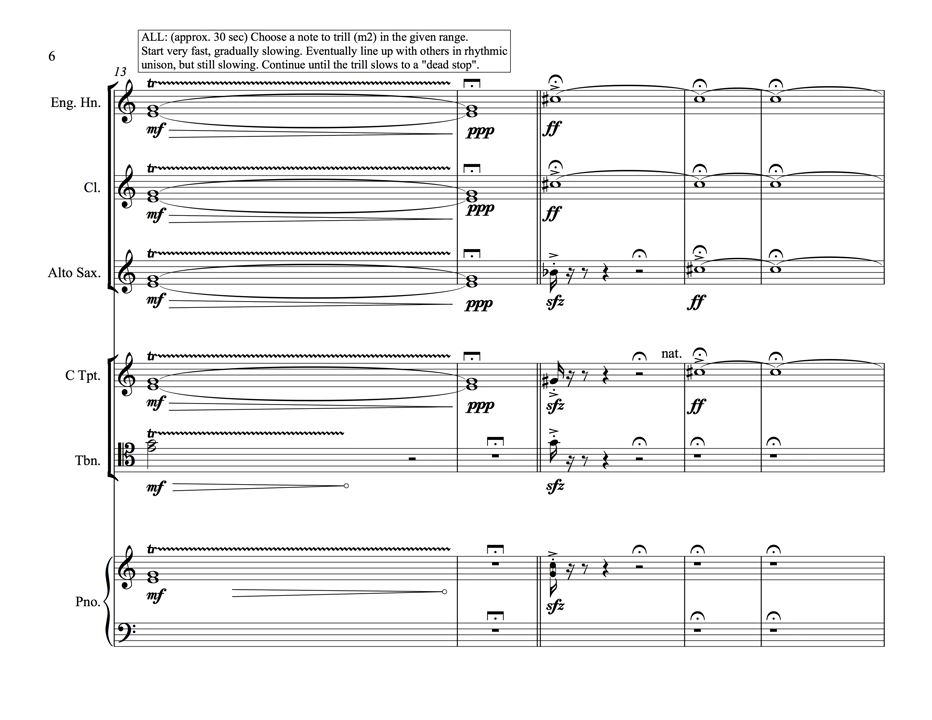 ALL: (approx. 30 sec) Choose a note to trill (m2) in the given range.
Start very fast, gradually slowing. Eventually line up with others in rhythmic
unison, but still slowing. Continue until the trill slows to a "dead stop".
6
13
tr
Eng. Hn.
mf ppp ff
tr
Cl.
mf ppp ff
tr
Alto Sax.
mf ppp sfz ff
tr nat.
C Tpt.
mf ppp sfz ff
tr
Tbn.
mf sfz
tr
mf sfz
Pno.